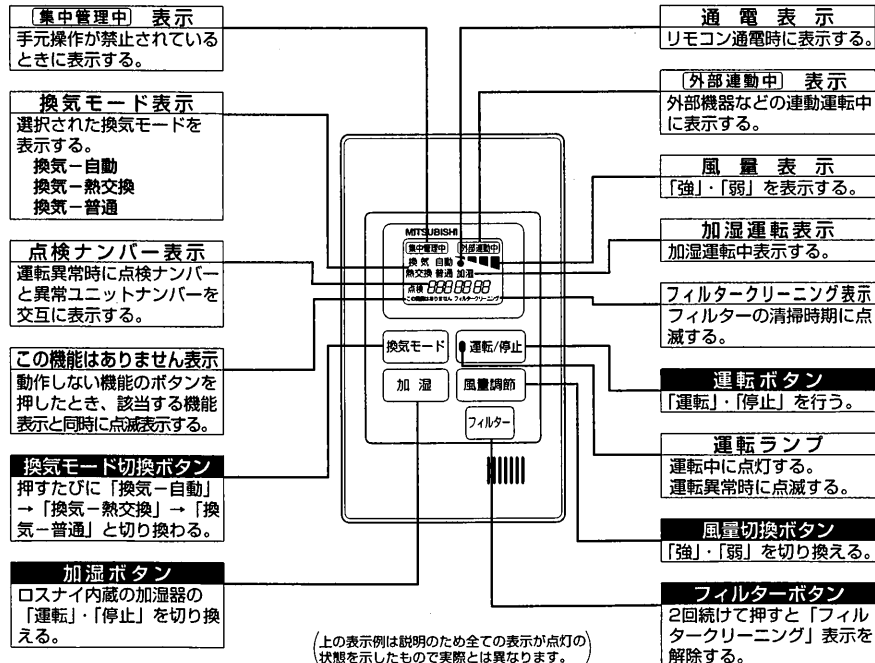 集中管理中 表示
手元操作が禁止されている
ときに表示する。
換気モード表示
選択された換気モードを
表示する。
換気－自動
換気－熱交換
換気－普通
点検ナンバー表示
運転異常時に点検ナンバー
と異常ユニットナンバーを
交互に表示する。
この機能はありません表示
動作しない機能のボタンを
押したとき、該当する機能
表示と同時に点滅表示する。
換気モード切換ボタン
押すたびに「換気－自動」
→「換気－熱交換」→「換
気－普通」と切り換わる。
加湿ボタン
ロスナイ内蔵の加湿器の
「運転」・「停止」を切り換
える。
MITSUBISHI
集中管理中 外部連動中
換気 自動
熱交換 普通 加湿
点検 888 88 88
この機能はありません フィルタークリーニング
換気モード 運転/停止
加湿 風量調節
フィルター
通電表示
リモコン通電時に表示する。
外部連動中 表示
外部機器などの連動運転中
に表示する。
風量表示
「強」・「弱」を表示する。
加湿運転表示
加湿運転中表示する。
フィルタークリーニング表示
フィルターの清掃時期に点
滅する。
運転ボタン
「運転」・「停止」を行う。
運転ランプ
運転中に点灯する。
運転異常時に点滅する。
風量切換ボタン
「強」・「弱」を切り換える。
フィルターボタン
2回続けて押すと「フィル
タークリーニング」表示を
解除する。
(上の表示例は説明のため全ての表示が点灯の
状態を示したもので実際とは異なります。)